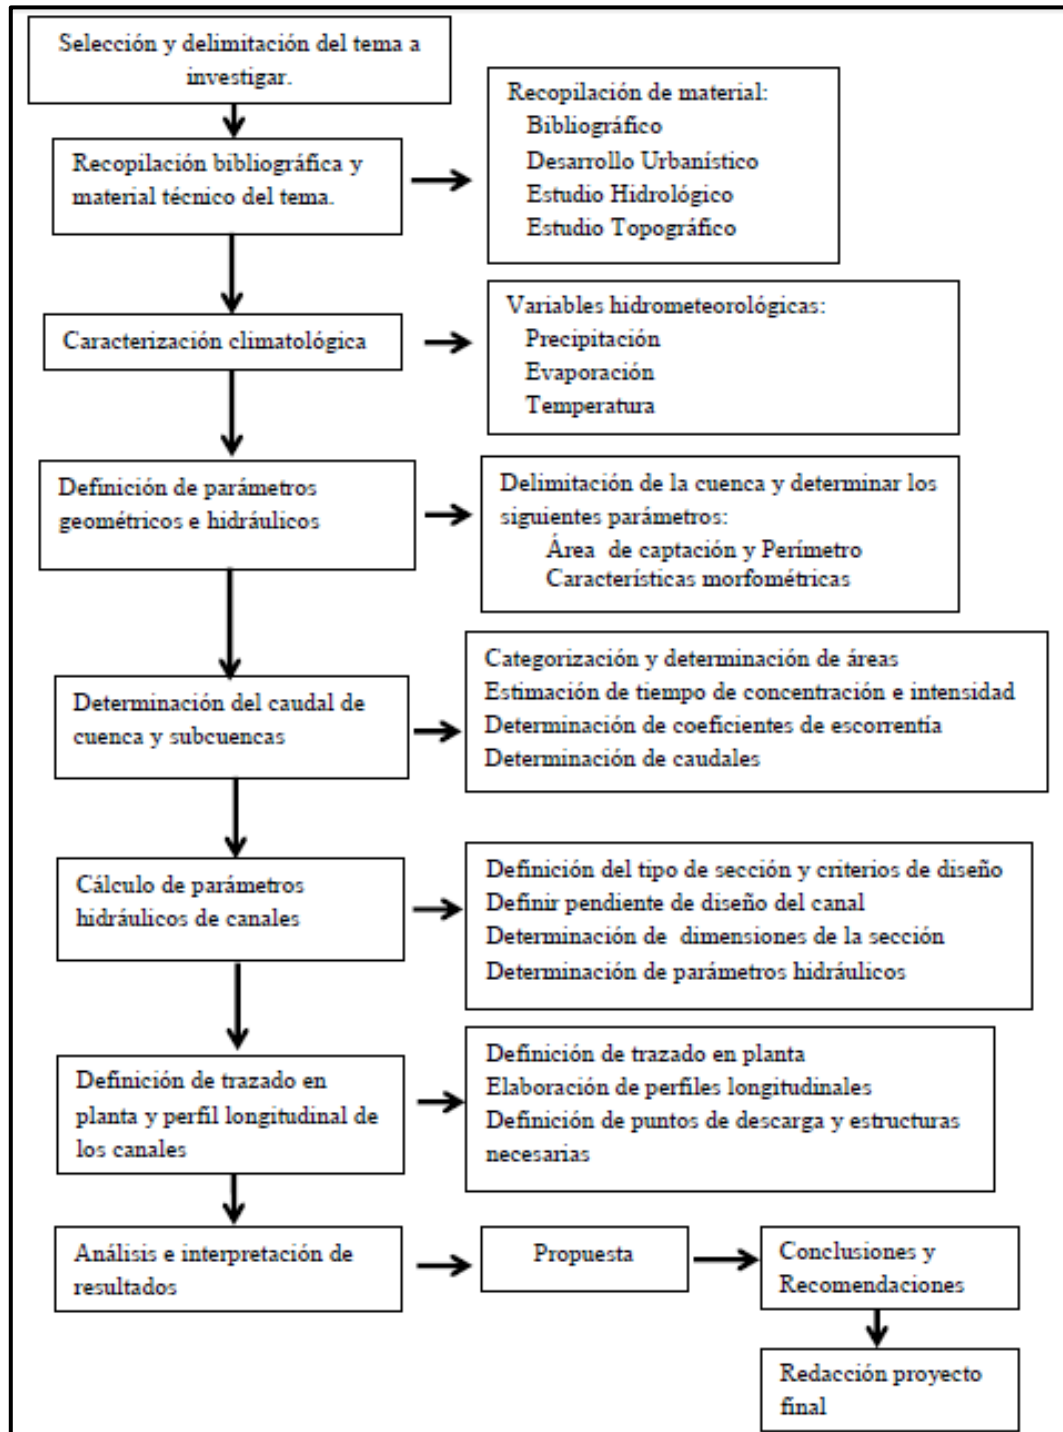 Selección y delimitación del tema a
investigar.
Recopilación bibliográfica y
material técnico del tema.
Recopilación de material:
Bibliográfico
Desarrollo Urbanístico
Estudio Hidrológico
Estudio Topográfico
Caracterización climatológica
Variables hidrometeorológicas:
Precipitación
Evaporación
Temperatura
Definición de parámetros
geométricos e hidráulicos
Delimitación de la cuenca y determinar los
siguientes parámetros:
Área de captación y Perímetro
Características morfométricas
Determinación del caudal de
cuenca y subcuencas
Categorización y determinación de áreas
Estimación de tiempo de concentración e intensidad
Determinación de coeficientes de escorrentía
Determinación de caudales
Cálculo de parámetros
hidráulicos de canales
Definición del tipo de sección y criterios de diseño
Definir pendiente de diseño del canal
Determinación de dimensiones de la sección
Determinación de parámetros hidráulicos
Definición de trazado en
planta y perfil longitudinal de
los canales
Definición de trazado en planta
Elaboración de perfiles longitudinales
Definición de puntos de descarga y estructuras
necesarias
Análisis e interpretación de
resultados
Propuesta
Conclusiones y
Recomendaciones
Redacción proyecto
final